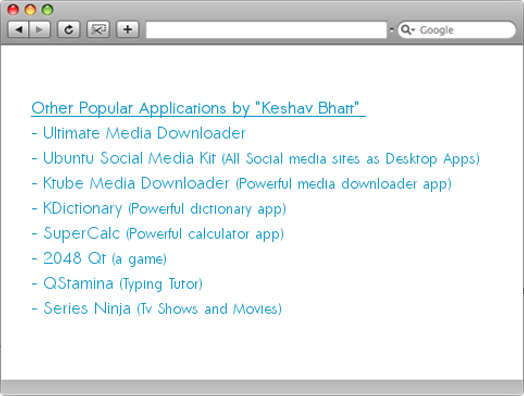 Google
Other Popular Applications by "Keshav Bhatt"
- Ultimate Media Downloader
- Ubuntu Social Media Kit (All Social media sites as Desktop Apps)
- Ktube Media Downloader (Powerful media downloader app)
- KDictionary (Powerful dictionary app)
- SuperCalc (Powerful calculator app)
- 2048 Qt (a game)
- QStamina (Typing Tutor)
- Series Ninja (Tv Shows and Movies)